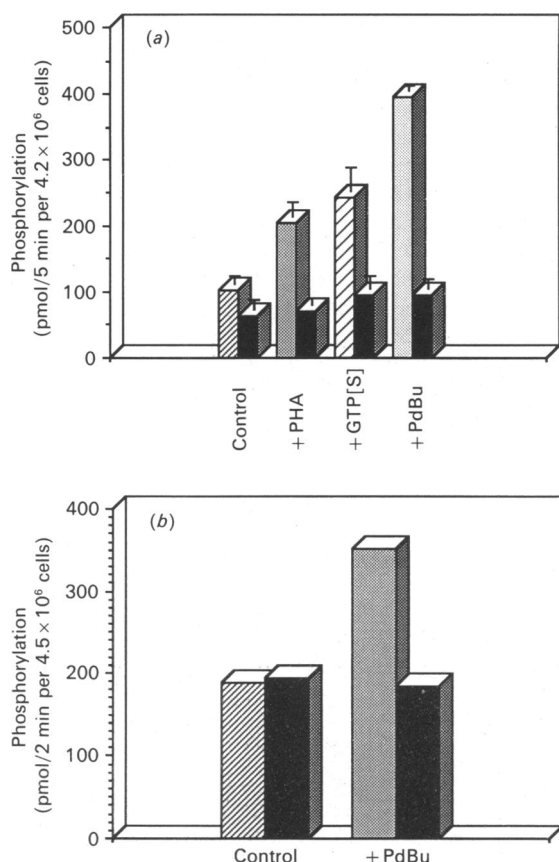 (a)
Phosphorylation
(pmol/5 min per 4.2 × 10⁶ cells)
500
400
300
200
100
0
Control
+ PHA
+ GTP[S]
+ PdBu
(b)
Phosphorylation
(pmol/2 min per 4.5 × 10⁶ cells)
400
300
200
100
0
Control
+ PdBu